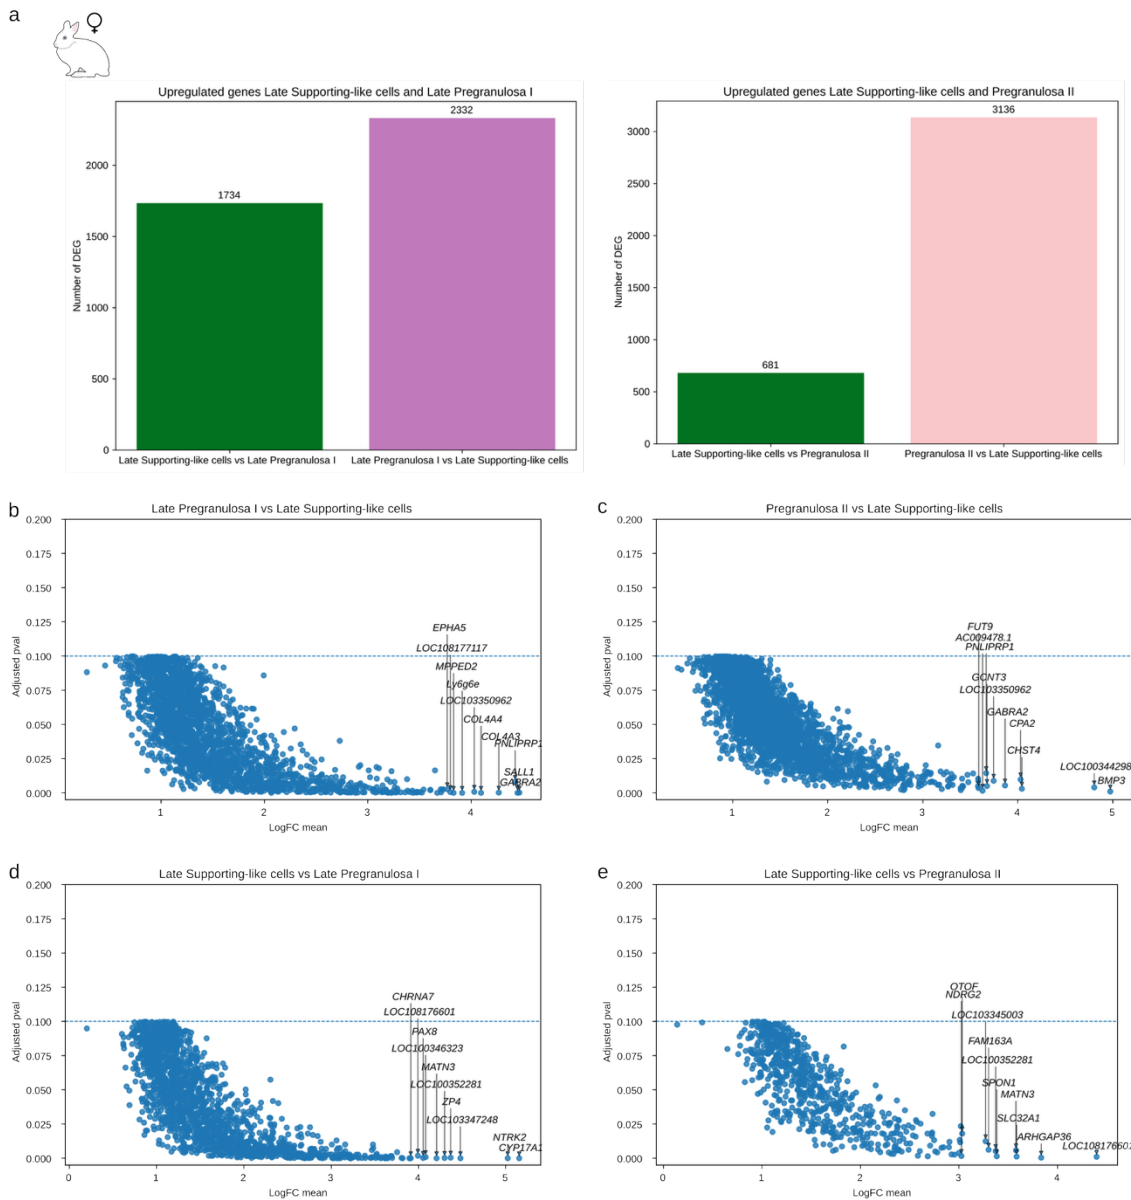 a
Upregulated genes Late Supporting-like cells and Late Pregranulosa I
2332
1734
Number of DEG
2000
1500
1000
500
0
Late Supporting-like cells vs Late Pregranulosa I
Late Pregranulosa I vs Late Supporting-like cells
Upregulated genes Late Supporting-like cells and Pregranulosa II
3136
681
Number of DEG
3000
2500
2000
1500
1000
500
0
Late Supporting-like cells vs Pregranulosa II
Pregranulosa II vs Late Supporting-like cells
b
Late Pregranulosa I vs Late Supporting-like cells
0.200
0.175
0.150
0.125
0.100
0.075
0.050
0.025
0.000
Adjusted pval
EPHA5
LOC108177117
MPPED2
Ly6g6e
LOC103350962
COL4A4
COL4A3
PNLIPRP1
SALL1
GABRA2
1
2
3
4
LogFC mean
c
Pregranulosa II vs Late Supporting-like cells
0.200
0.175
0.150
0.125
0.100
0.075
0.050
0.025
0.000
Adjusted pval
FUT9
AC009478.1
PNLIPRP1
GCNT3
LOC103350962
GABRA2
CPA2
CHST4
LOC100344298
BMP3
1
2
3
4
5
LogFC mean
d
Late Supporting-like cells vs Late Pregranulosa I
0.200
0.175
0.150
0.125
0.100
0.075
0.050
0.025
0.000
Adjusted pval
CHRNA7
LOC108176601
PAX8
LOC100346323
MATN3
LOC100352281
ZP4
LOC103347248
NTRK2
CYP17A1
0
1
2
3
4
5
LogFC mean
e
Late Supporting-like cells vs Pregranulosa II
0.200
0.175
0.150
0.125
0.100
0.075
0.050
0.025
0.000
Adjusted pval
OTOF
NDRG2
LOC103345003
FAM163A
LOC100352281
SPON1
MATN3
SLC32A1
ARHGAP36
LOC108176601
0
1
2
3
4
LogFC mean